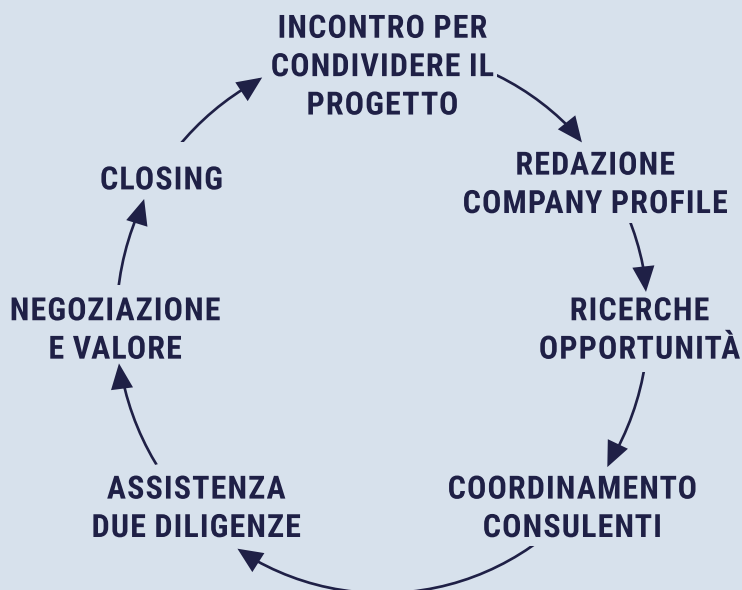 INCONTRO PER
CONDIVIDERE IL
PROGETTO
REDAZIONE
COMPANY PROFILE
RICERCHE
OPPORTUNITÀ
COORDINAMENTO
CONSULENTI
ASSISTENZA
DUE DILIGENZE
NEGOZIAZIONE
E VALORE
CLOSING